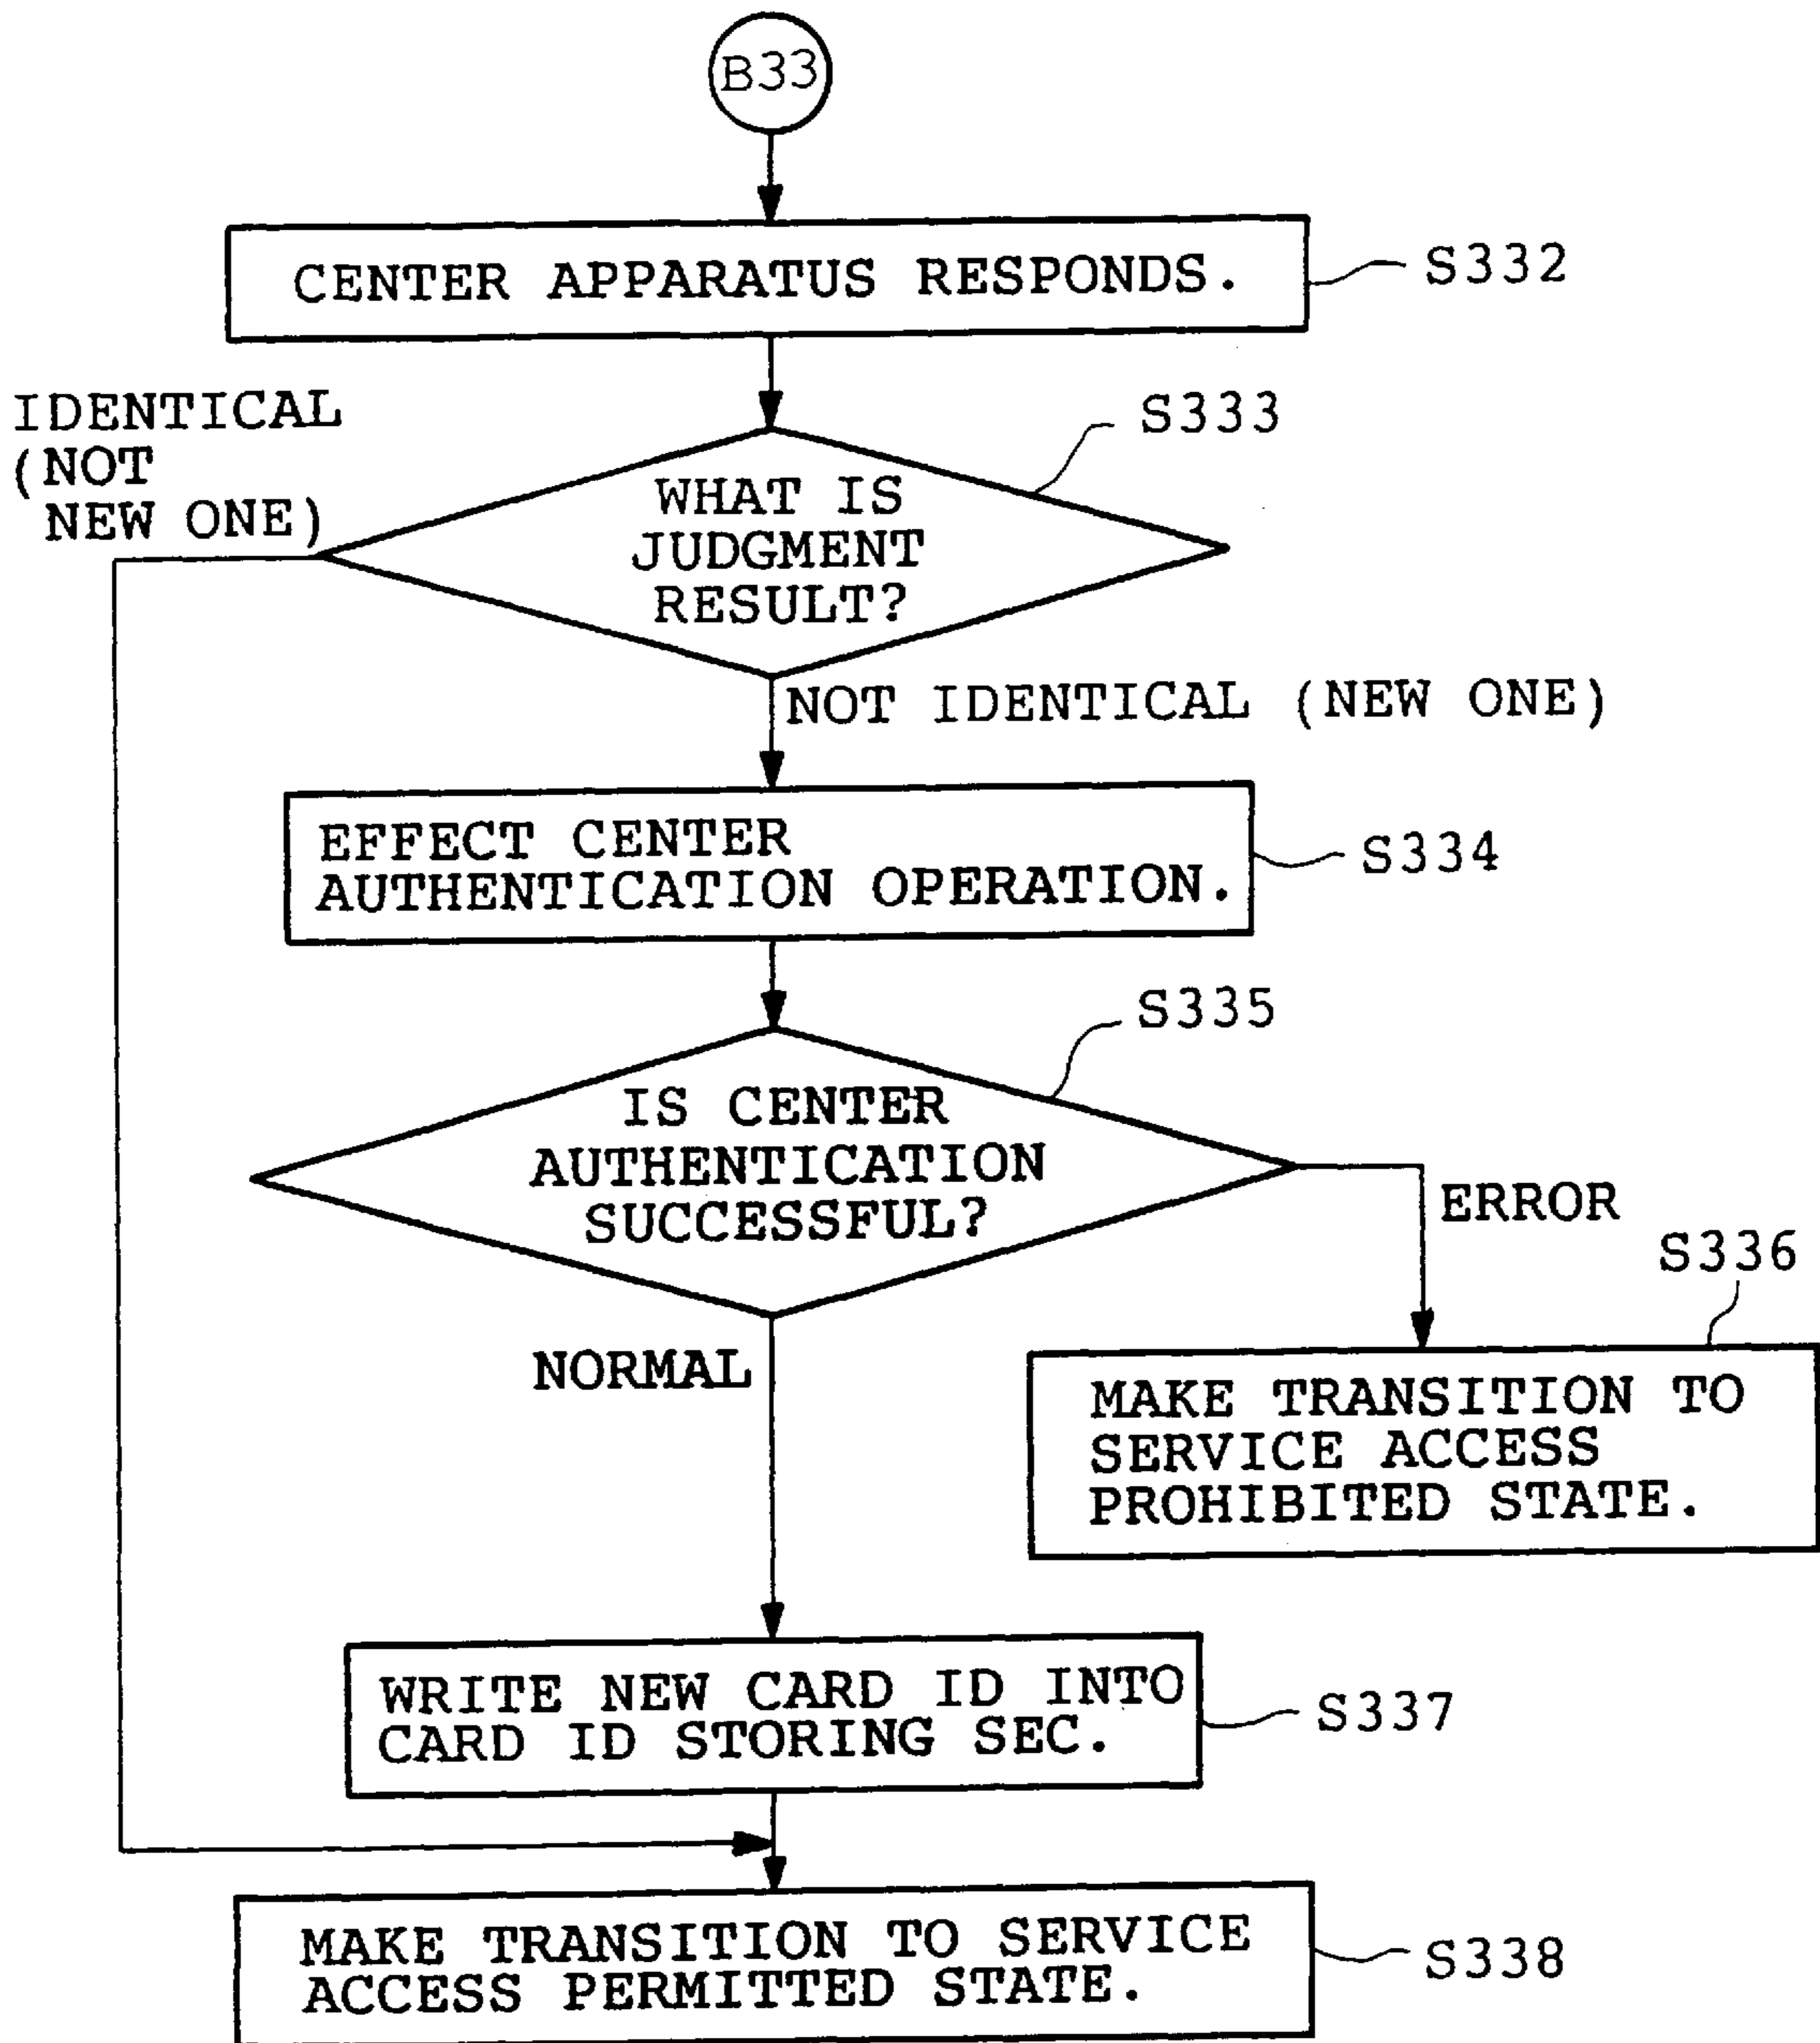 B33
CENTER APPARATUS RESPONDS.
S332
IDENTICAL
(NOT
NEW ONE)
S333
WHAT IS
JUDGMENT
RESULT?
NOT IDENTICAL (NEW ONE)
EFFECT CENTER
AUTHENTICATION OPERATION.
S334
S335
IS CENTER
AUTHENTICATION
SUCCESSFUL?
ERROR
S336
NORMAL
MAKE TRANSITION TO
SERVICE ACCESS
PROHIBITED STATE.
WRITE NEW CARD ID INTO
CARD ID STORING SEC.
S337
MAKE TRANSITION TO SERVICE
ACCESS PERMITTED STATE.
S338